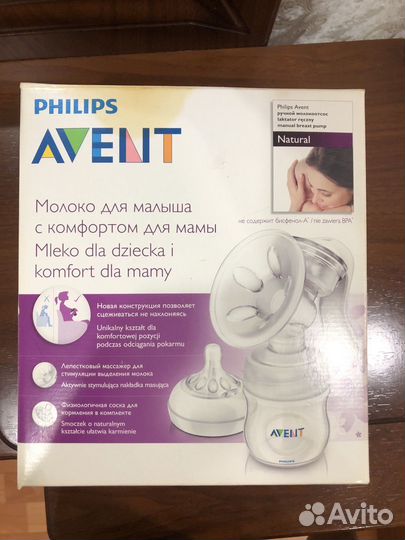 PHILIPS
AVENT
Philips Avent
ручной молокоотсос
laktator ręczny
manual breast pump
Natural
не содержит бисфенол-А* / nie zawiera BPA*
Молоко для малыша
с комфортом для мамы
Mleko dla dziecka i
komfort dla mamy
Новая конструкция позволяет
сцеживаться не наклоняясь
Unikalny kształt dla
komfortowej pozycji
podczas odciągania pokarmu
Лепестковый массажер для
стимуляции выделения молока
Aktywnie stymulująca nakładka masująca
Физиологичная соска для
кормления в комплекте
Smoczek o naturalnym
kształcie ułatwia karmienie
PHILIPS
AVENT
Avito